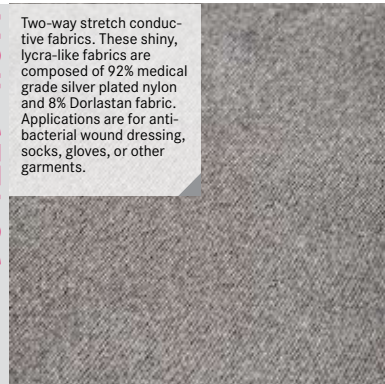 Two-way stretch conduc-
tive fabrics. These shiny,
lycra-like fabrics are
composed of 92% medical
grade silver plated nylon
and 8% Dorlastan fabric.
Applications are for anti-
bacterial wound dressing,
socks, gloves, or other
garments.